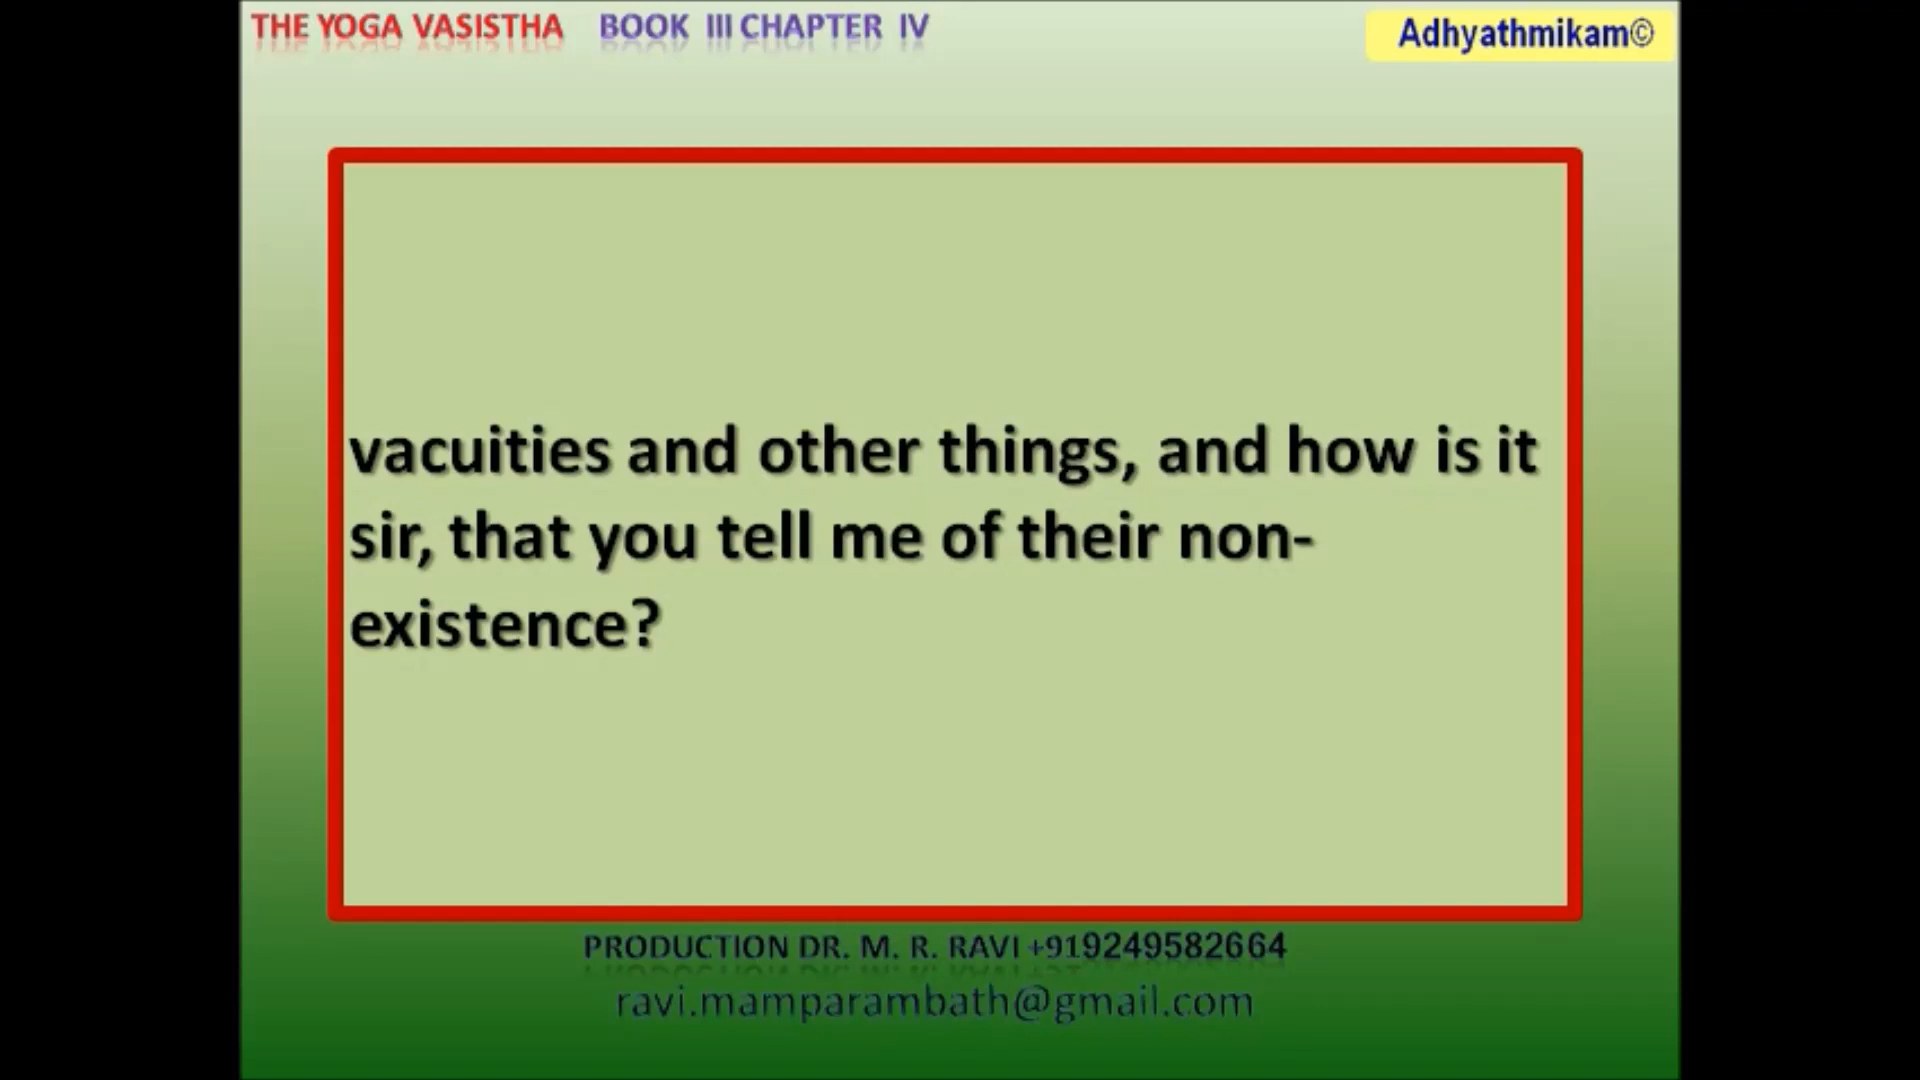 THE YOGA VASISTHA BOOK III CHAPTER IV
Adhyathmikam©
vacuities and other things, and how is it
sir, that you tell me of their non-
existence?
PRODUCTION DR. M. R. RAVI +919249582664
ravi.mamparambath@gmail.com